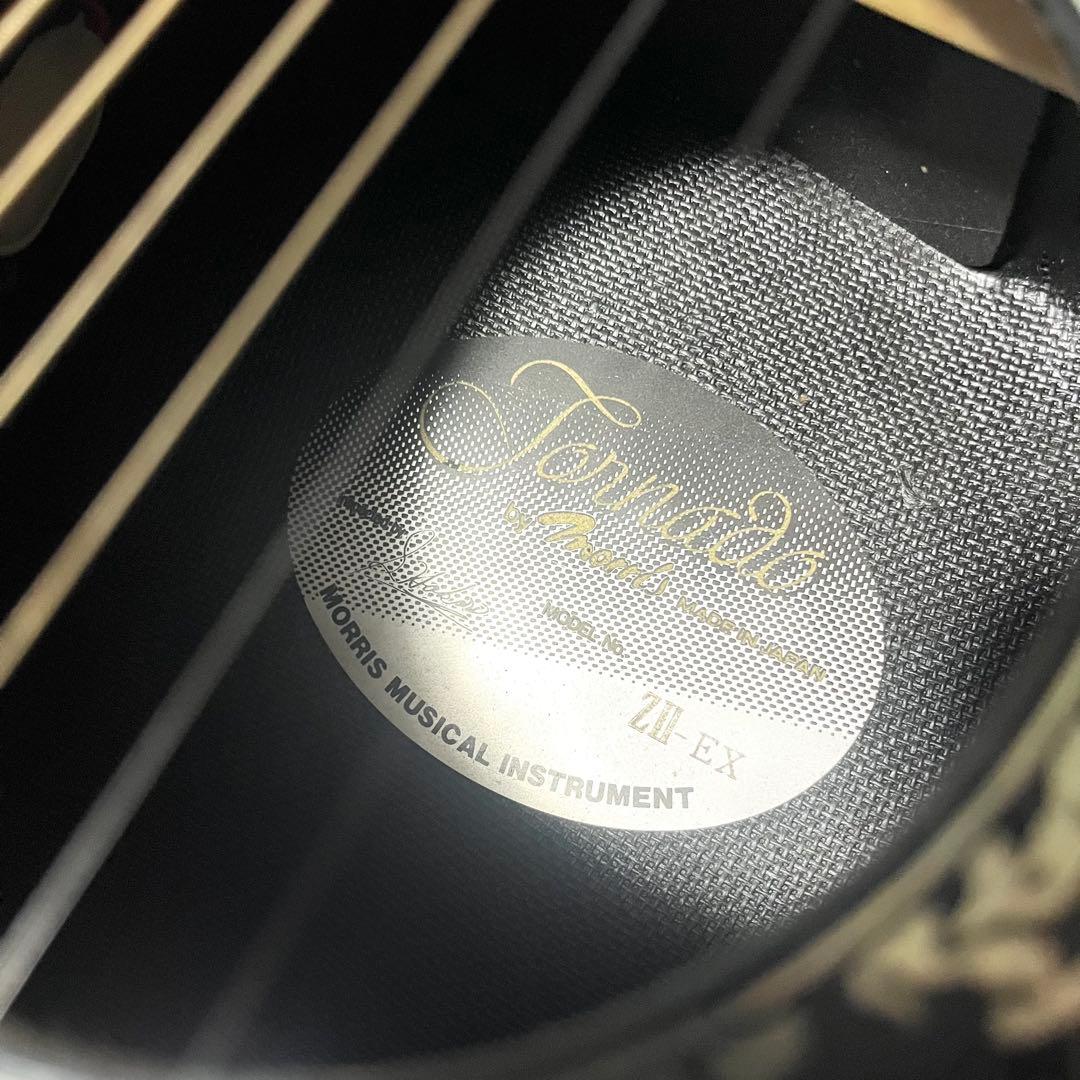 Tornado
by Morris
MADE IN JAPAN
MODEL No
ZⅡ-EX
MORRIS MUSICAL INSTRUMENT